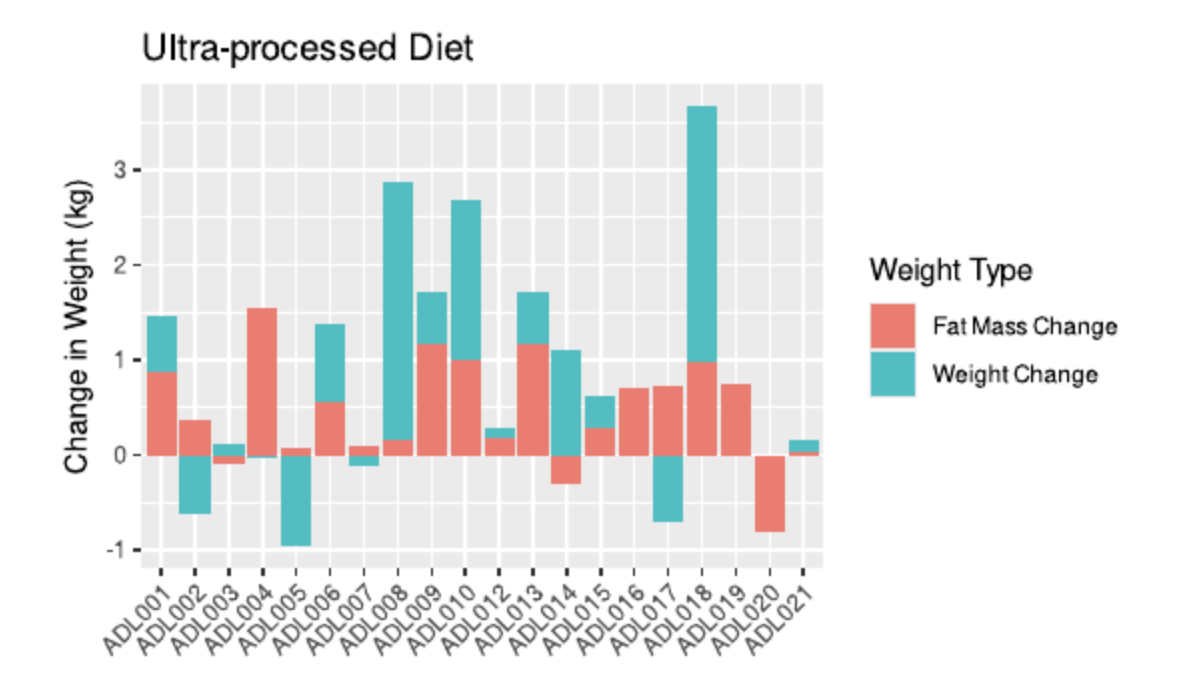 Ultra-processed Diet
Change in Weight (kg)
3
2
1
0
-1
ADL001
ADL002
ADL003
ADL004
ADL005
ADL006
ADL007
ADL008
ADL009
ADL010
ADL012
ADL013
ADL014
ADL015
ADL016
ADL017
ADL018
ADL019
ADL020
ADL021
Weight Type
Fat Mass Change
Weight Change